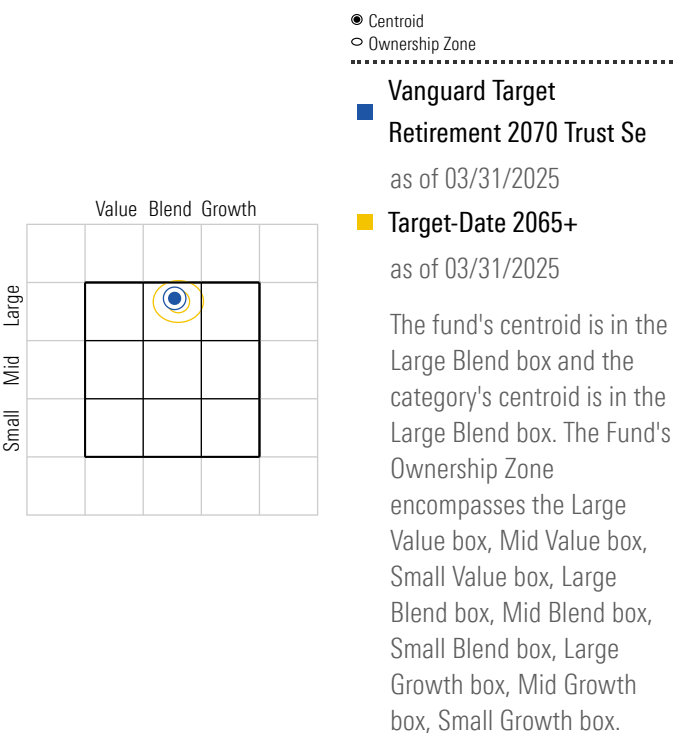 Centroid
Ownership Zone
Vanguard Target
Retirement 2070 Trust Se
as of 03/31/2025
Target-Date 2065+
as of 03/31/2025
The fund's centroid is in the
Large Blend box and the
category's centroid is in the
Large Blend box. The Fund's
Ownership Zone
encompasses the Large
Value box, Mid Value box,
Small Value box, Large
Blend box, Mid Blend box,
Small Blend box, Large
Growth box, Mid Growth
box, Small Growth box.
Value Blend Growth
Large
Mid
Small